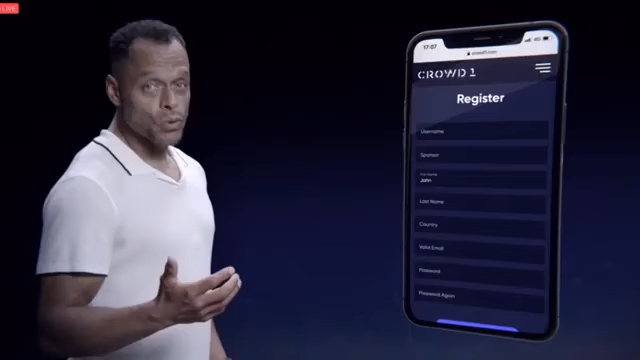 LIVE
17:07
4G
crowd1.com
CROWD 1
Register
Username
Sponsor
First Name
John
Last Name
Country
Valid Email
Password
Password Again